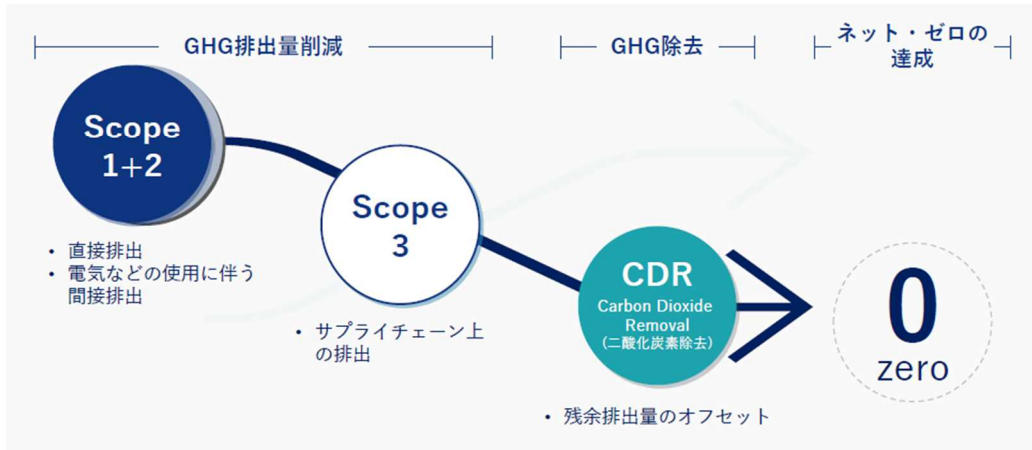 GHG排出量削減
GHG除去
ネット・ゼロの
達成
Scope
1+2
・ 直接排出
・ 電気などの使用に伴う
間接排出
Scope
3
・ サプライチェーン上
の排出
CDR
Carbon Dioxide
Removal
(二酸化炭素除去)
・ 残余排出量のオフセット
0
zero